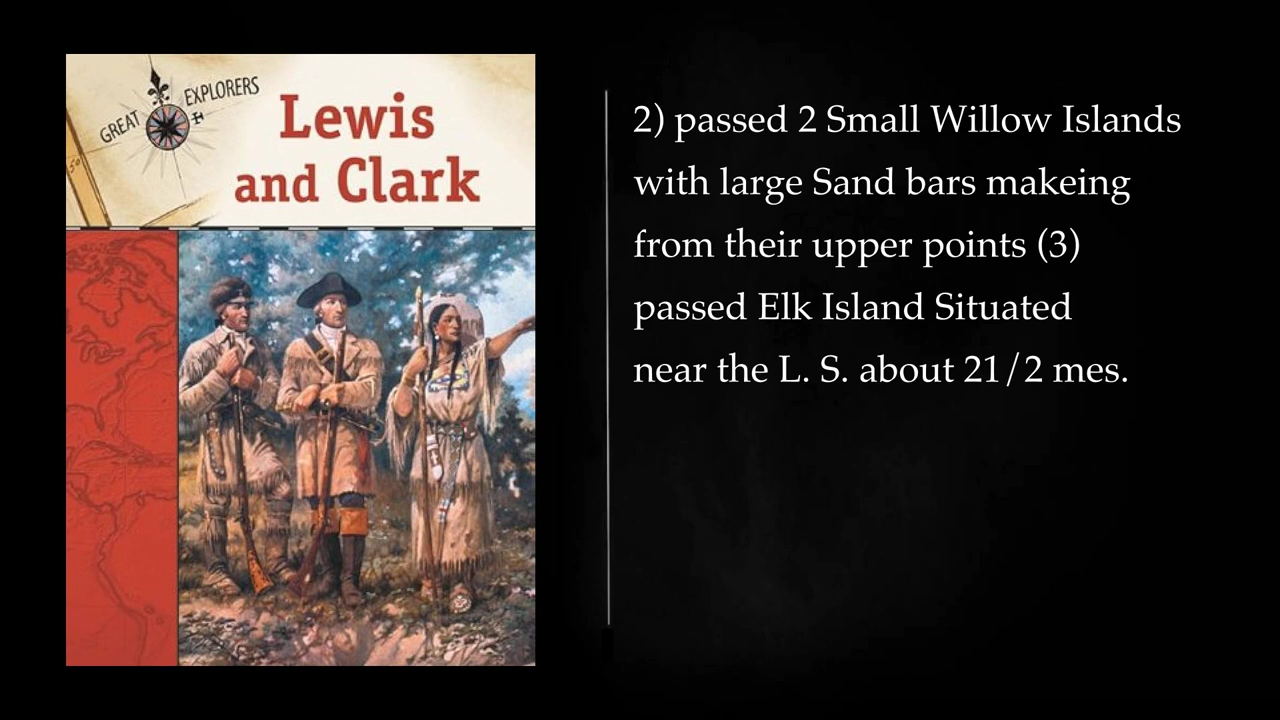 GREAT EXPLORERS
Lewis
and Clark
50
2) passed 2 Small Willow Islands
with large Sand bars makeing
from their upper points (3)
passed Elk Island Situated
near the L. S. about 21/2 mes.